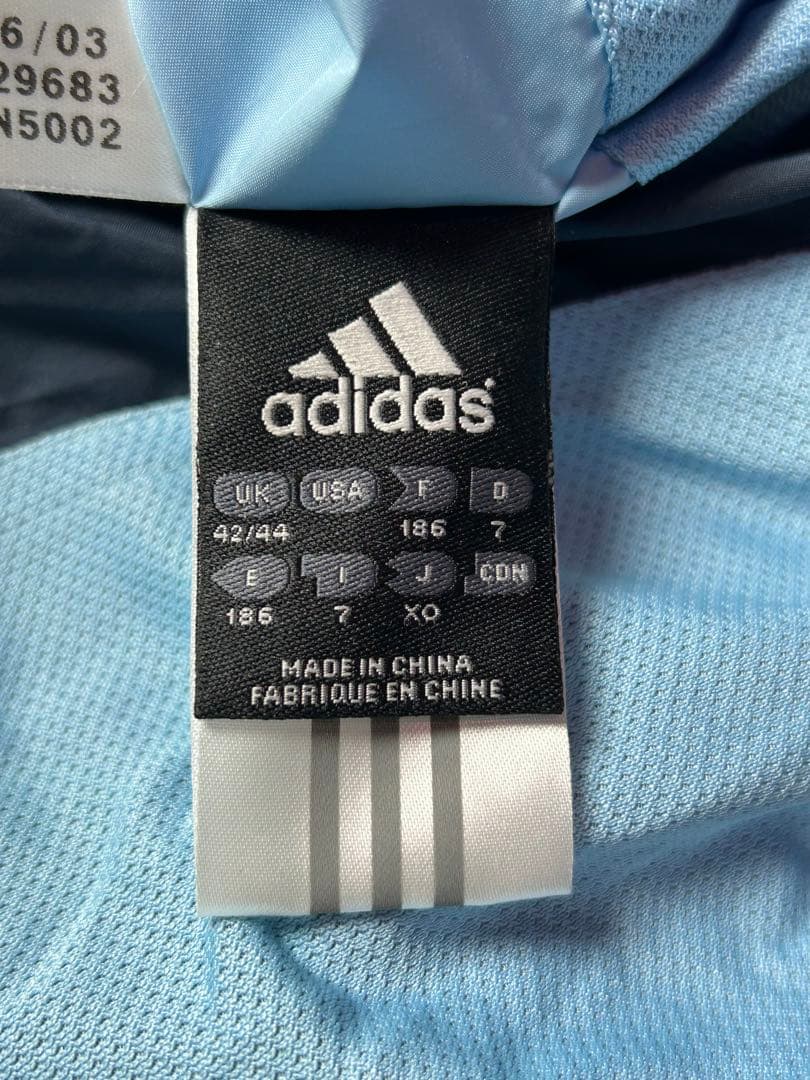 6/03
29683
N5002
adidas
UK USA F D
42/44 186 7
E I J CDN
186 7 XO
MADE IN CHINA
FABRIQUE EN CHINE